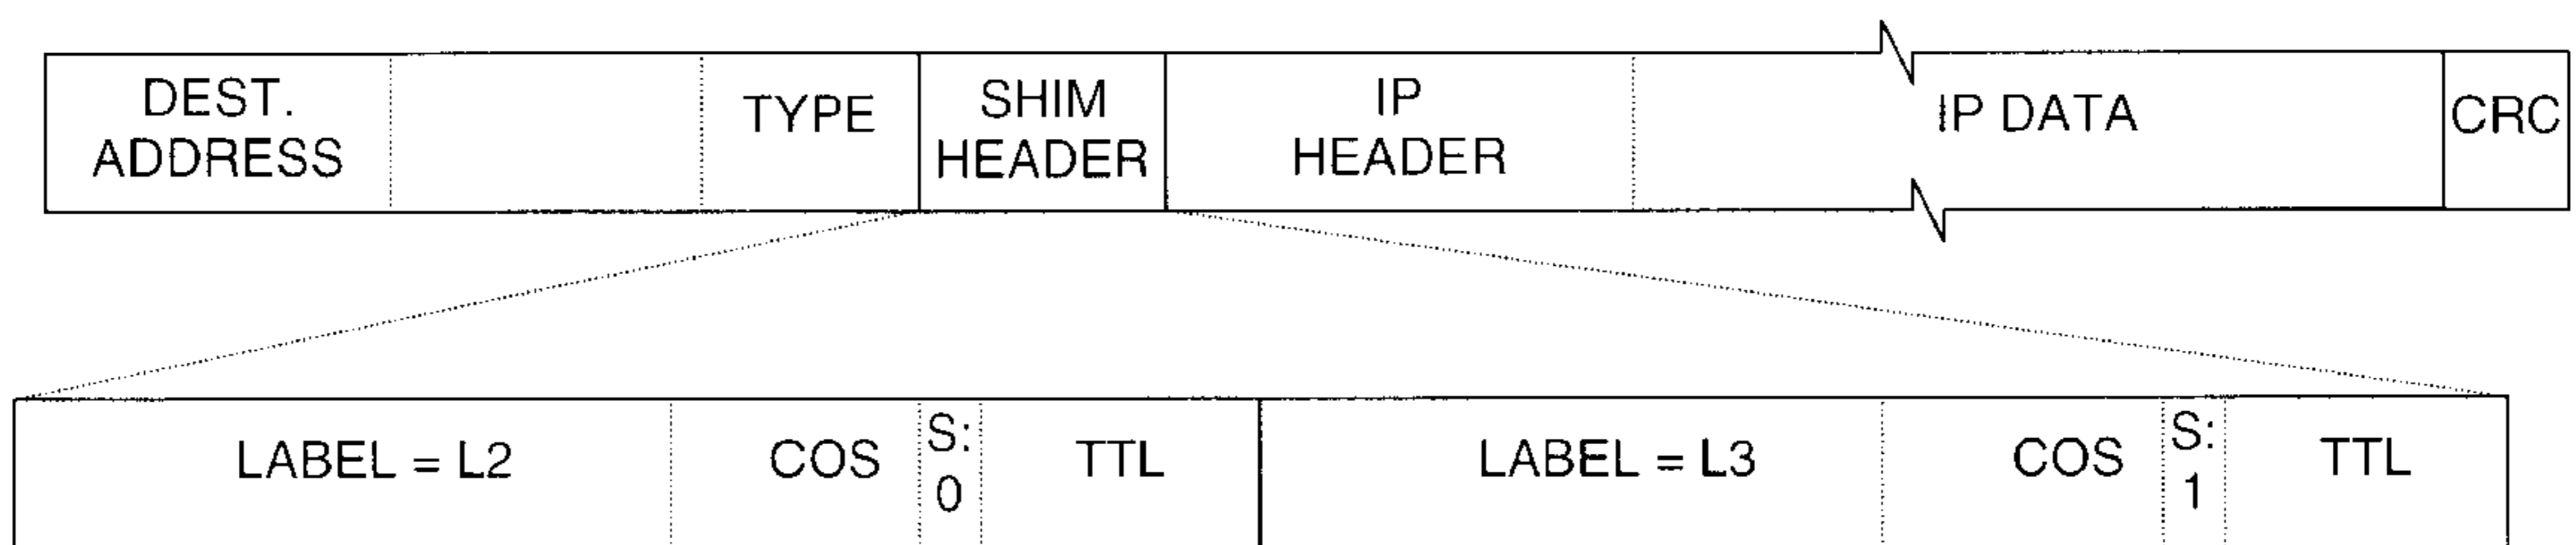 DEST.
ADDRESS
TYPE
SHIM
HEADER
IP
HEADER
IP DATA
CRC
LABEL = L2
COS
S:
0
TTL
LABEL = L3
COS
S:
1
TTL